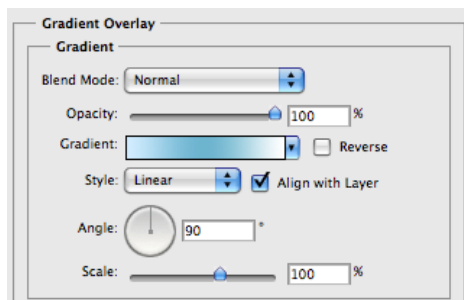 Gradient Overlay
Gradient
Blend Mode: Normal
Opacity: 100 %
Gradient: Reverse
Style: Linear Align with Layer
Angle: 90 °
Scale: 100 %